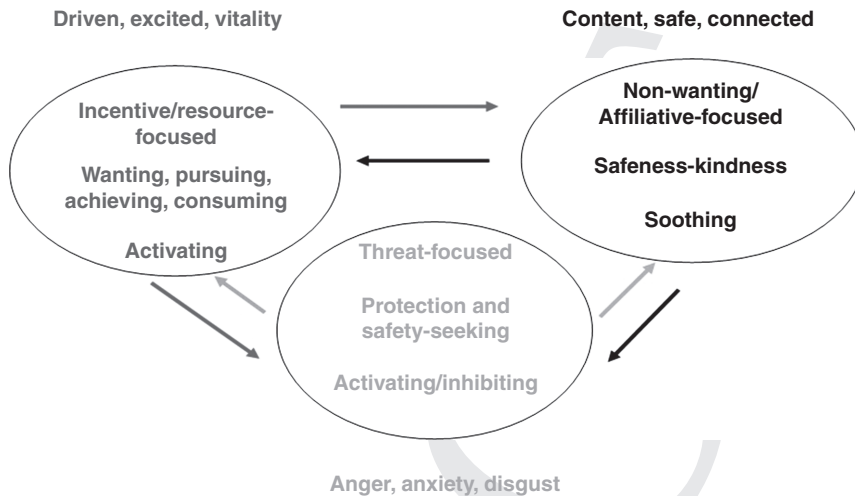 Driven, excited, vitality
Content, safe, connected
Incentive/resource-
focused
Wanting, pursuing,
achieving, consuming
Activating
Non-wanting/
Affiliative-focused
Safeness-kindness
Soothing
Threat-focused
Protection and
safety-seeking
Activating/inhibiting
Anger, anxiety, disgust